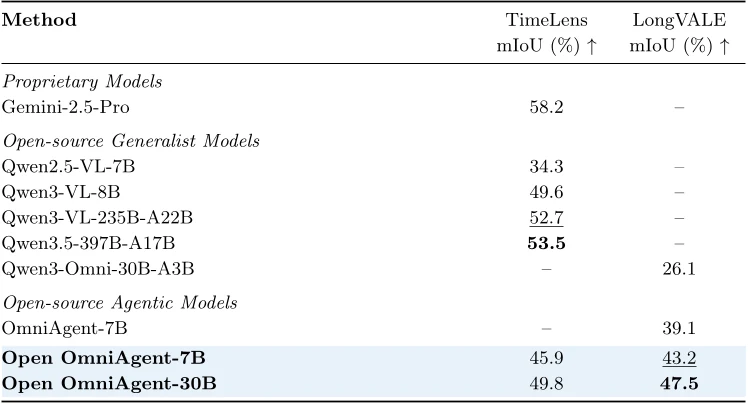 Method TimeLens LongVALE
mIoU (%) ↑ mIoU (%) ↑
Proprietary Models
Gemini-2.5-Pro 58.2 –
Open-source Generalist Models
Qwen2.5-VL-7B 34.3 –
Qwen3-VL-8B 49.6 –
Qwen3-VL-235B-A22B 52.7 –
Qwen3.5-397B-A17B 53.5 –
Qwen3-Omni-30B-A3B – 26.1
Open-source Agentic Models
OmniAgent-7B – 39.1
Open OmniAgent-7B 45.9 43.2
Open OmniAgent-30B 49.8 47.5